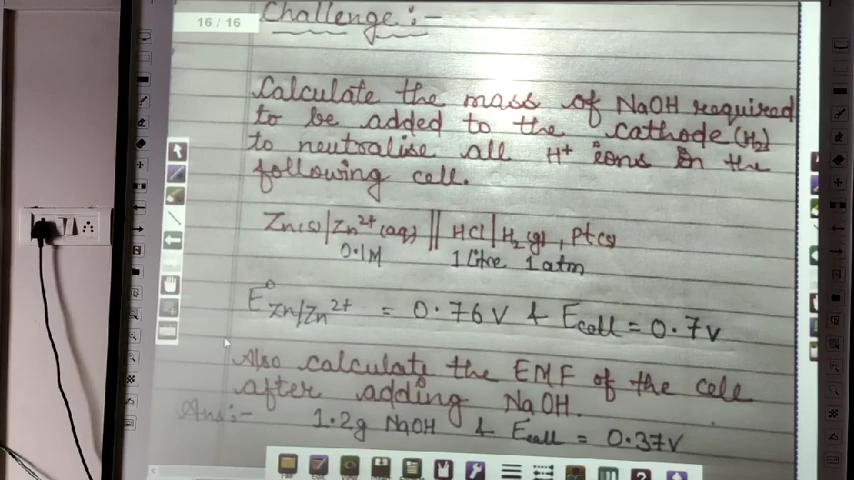 16 / 16
Challenge :-
Calculate the mass of NaOH required
to be added to the cathode (H₂)
to neutralise all H⁺ ions in the
following cell.
Zn(s) | Zn²⁺(aq) || HCl | H₂(g), Pt(s)
0.1M 1 litre 1 atm
E°Zn/Zn²⁺ = 0.76V & Ecell = 0.7V
Also calculate the EMF of the cell
after adding NaOH.
Ans:- 1.2g NaOH & Ecell = 0.37V